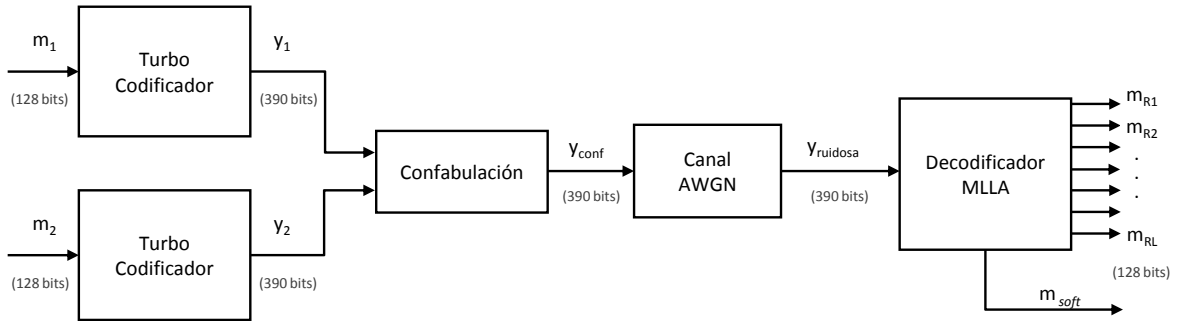 m1
(128 bits)
Turbo
Codificador
y1
(390 bits)
m2
(128 bits)
Turbo
Codificador
y2
(390 bits)
Confabulación
yconf
(390 bits)
Canal
AWGN
yruidosa
(390 bits)
Decodificador
MLLA
mR1
mR2
.
.
.
mRL
(128 bits)
msoft